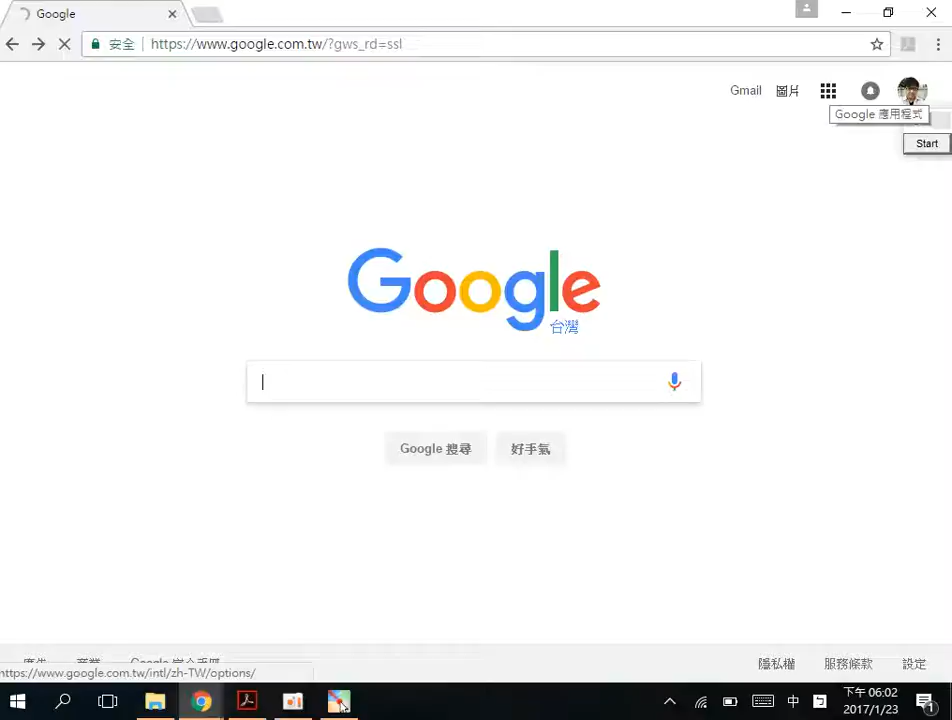 Google
安全 https://www.google.com.tw/?gws_rd=ssl
Gmail 圖片
Google 應用程式
Start
Google
台灣
Google 搜尋 好手氣
隱私權 服務條款 設定
https://www.google.com.tw/intl/zh-TW/options/
中
下午 06:02
2017/1/23
1